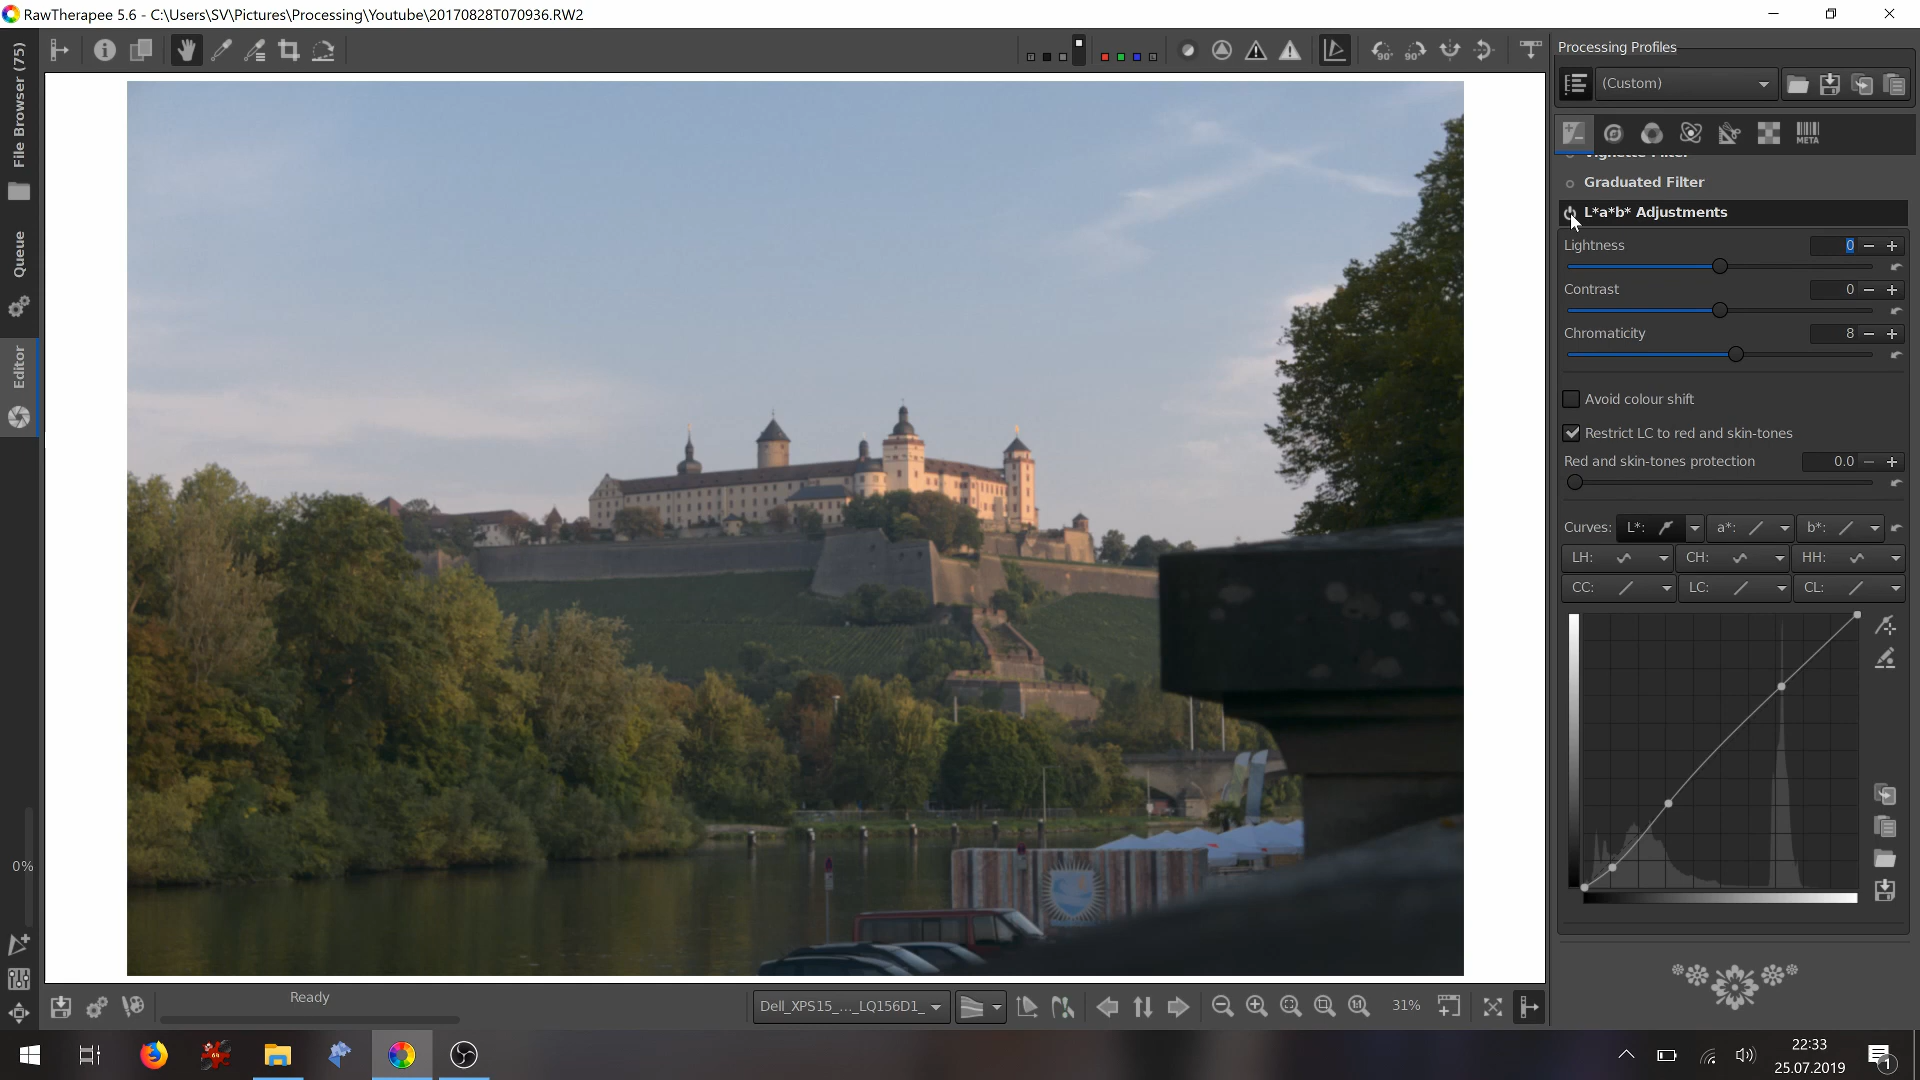 RawTherapee 5.6 - C:\Users\SV\Pictures\Processing\Youtube\20170828T070936.RW2
File Browser (75)
Queue
Editor
0%
Processing Profiles
(Custom)
META
Vignette Filter
Graduated Filter
L*a*b* Adjustments
Lightness 0
Contrast 0
Chromaticity 8
Avoid colour shift
Restrict LC to red and skin-tones
Red and skin-tones protection 0.0
Curves: L*: a*: b*:
LH: CH: HH:
CC: LC: CL:
Ready
Dell_XPS15_..._LQ156D1_
31%
22:33
25.07.2019
1